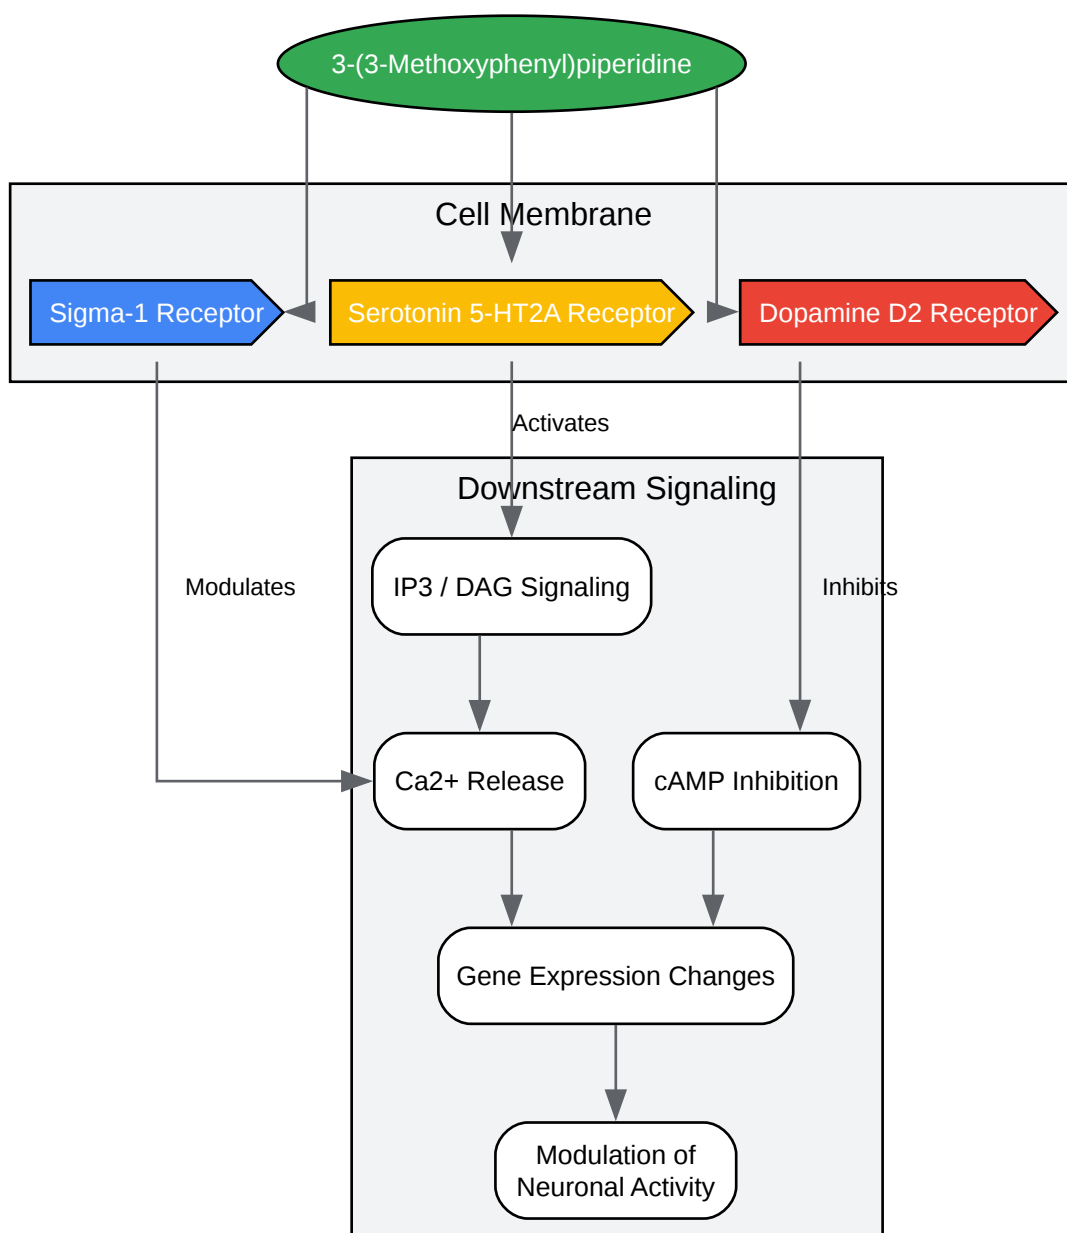 3-(3-Methoxyphenyl)piperidine
Cell Membrane
Sigma-1 Receptor
Serotonin 5-HT2A Receptor
Dopamine D2 Receptor
Activates
Downstream Signaling
Modulates
IP3 / DAG Signaling
Inhibits
Ca2+ Release
cAMP Inhibition
Gene Expression Changes
Modulation of
Neuronal Activity